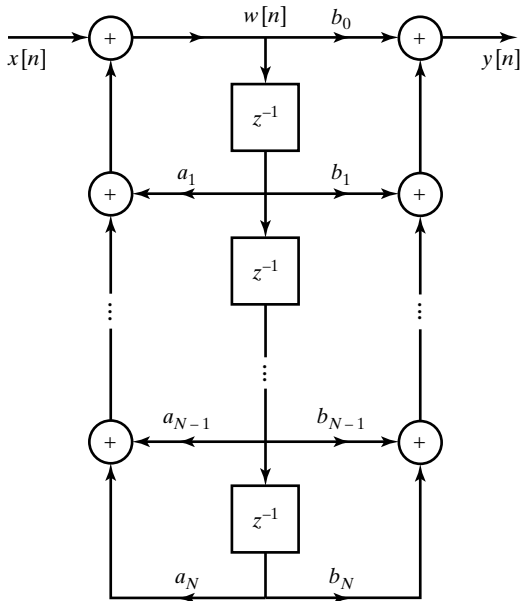 w[n] b₀
+ +
x[n] y[n]
z⁻¹
a₁ b₁
+ +
z⁻¹
⋮ ⋮
⋮
a_{N−1} b_{N−1}
+ +
z⁻¹
a_N b_N